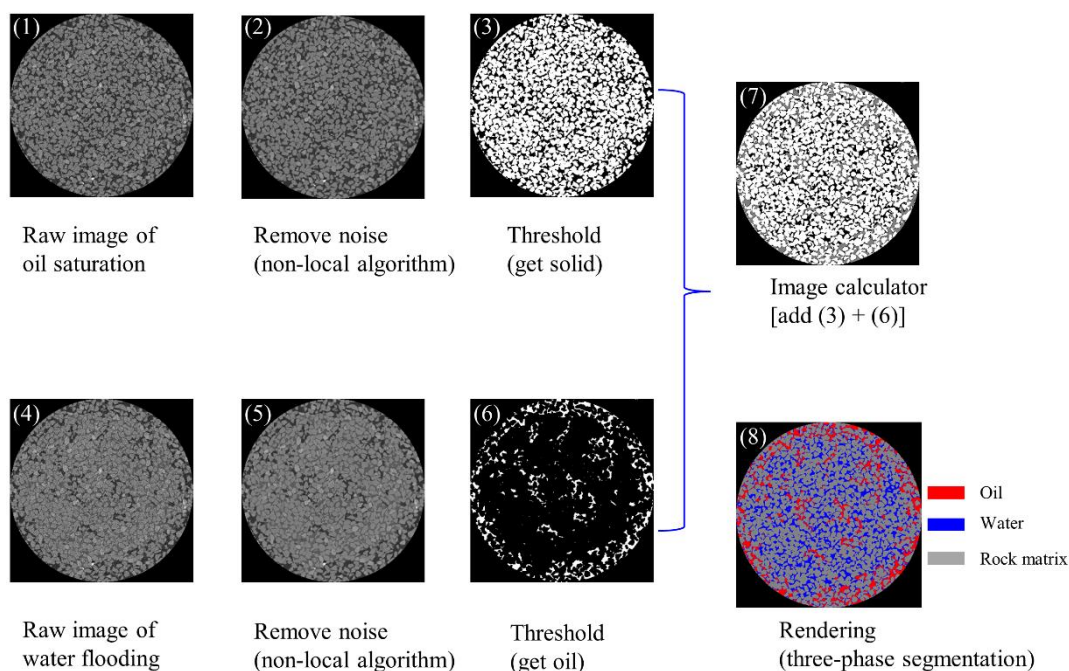 (1)
(2)
(3)
Raw image of
oil saturation
Remove noise
(non-local algorithm)
Threshold
(get solid)
(7)
Image calculator
[add (3) + (6)]
(4)
(5)
(6)
Raw image of
water flooding
Remove noise
(non-local algorithm)
Threshold
(get oil)
(8)
Oil
Water
Rock matrix
Rendering
(three-phase segmentation)